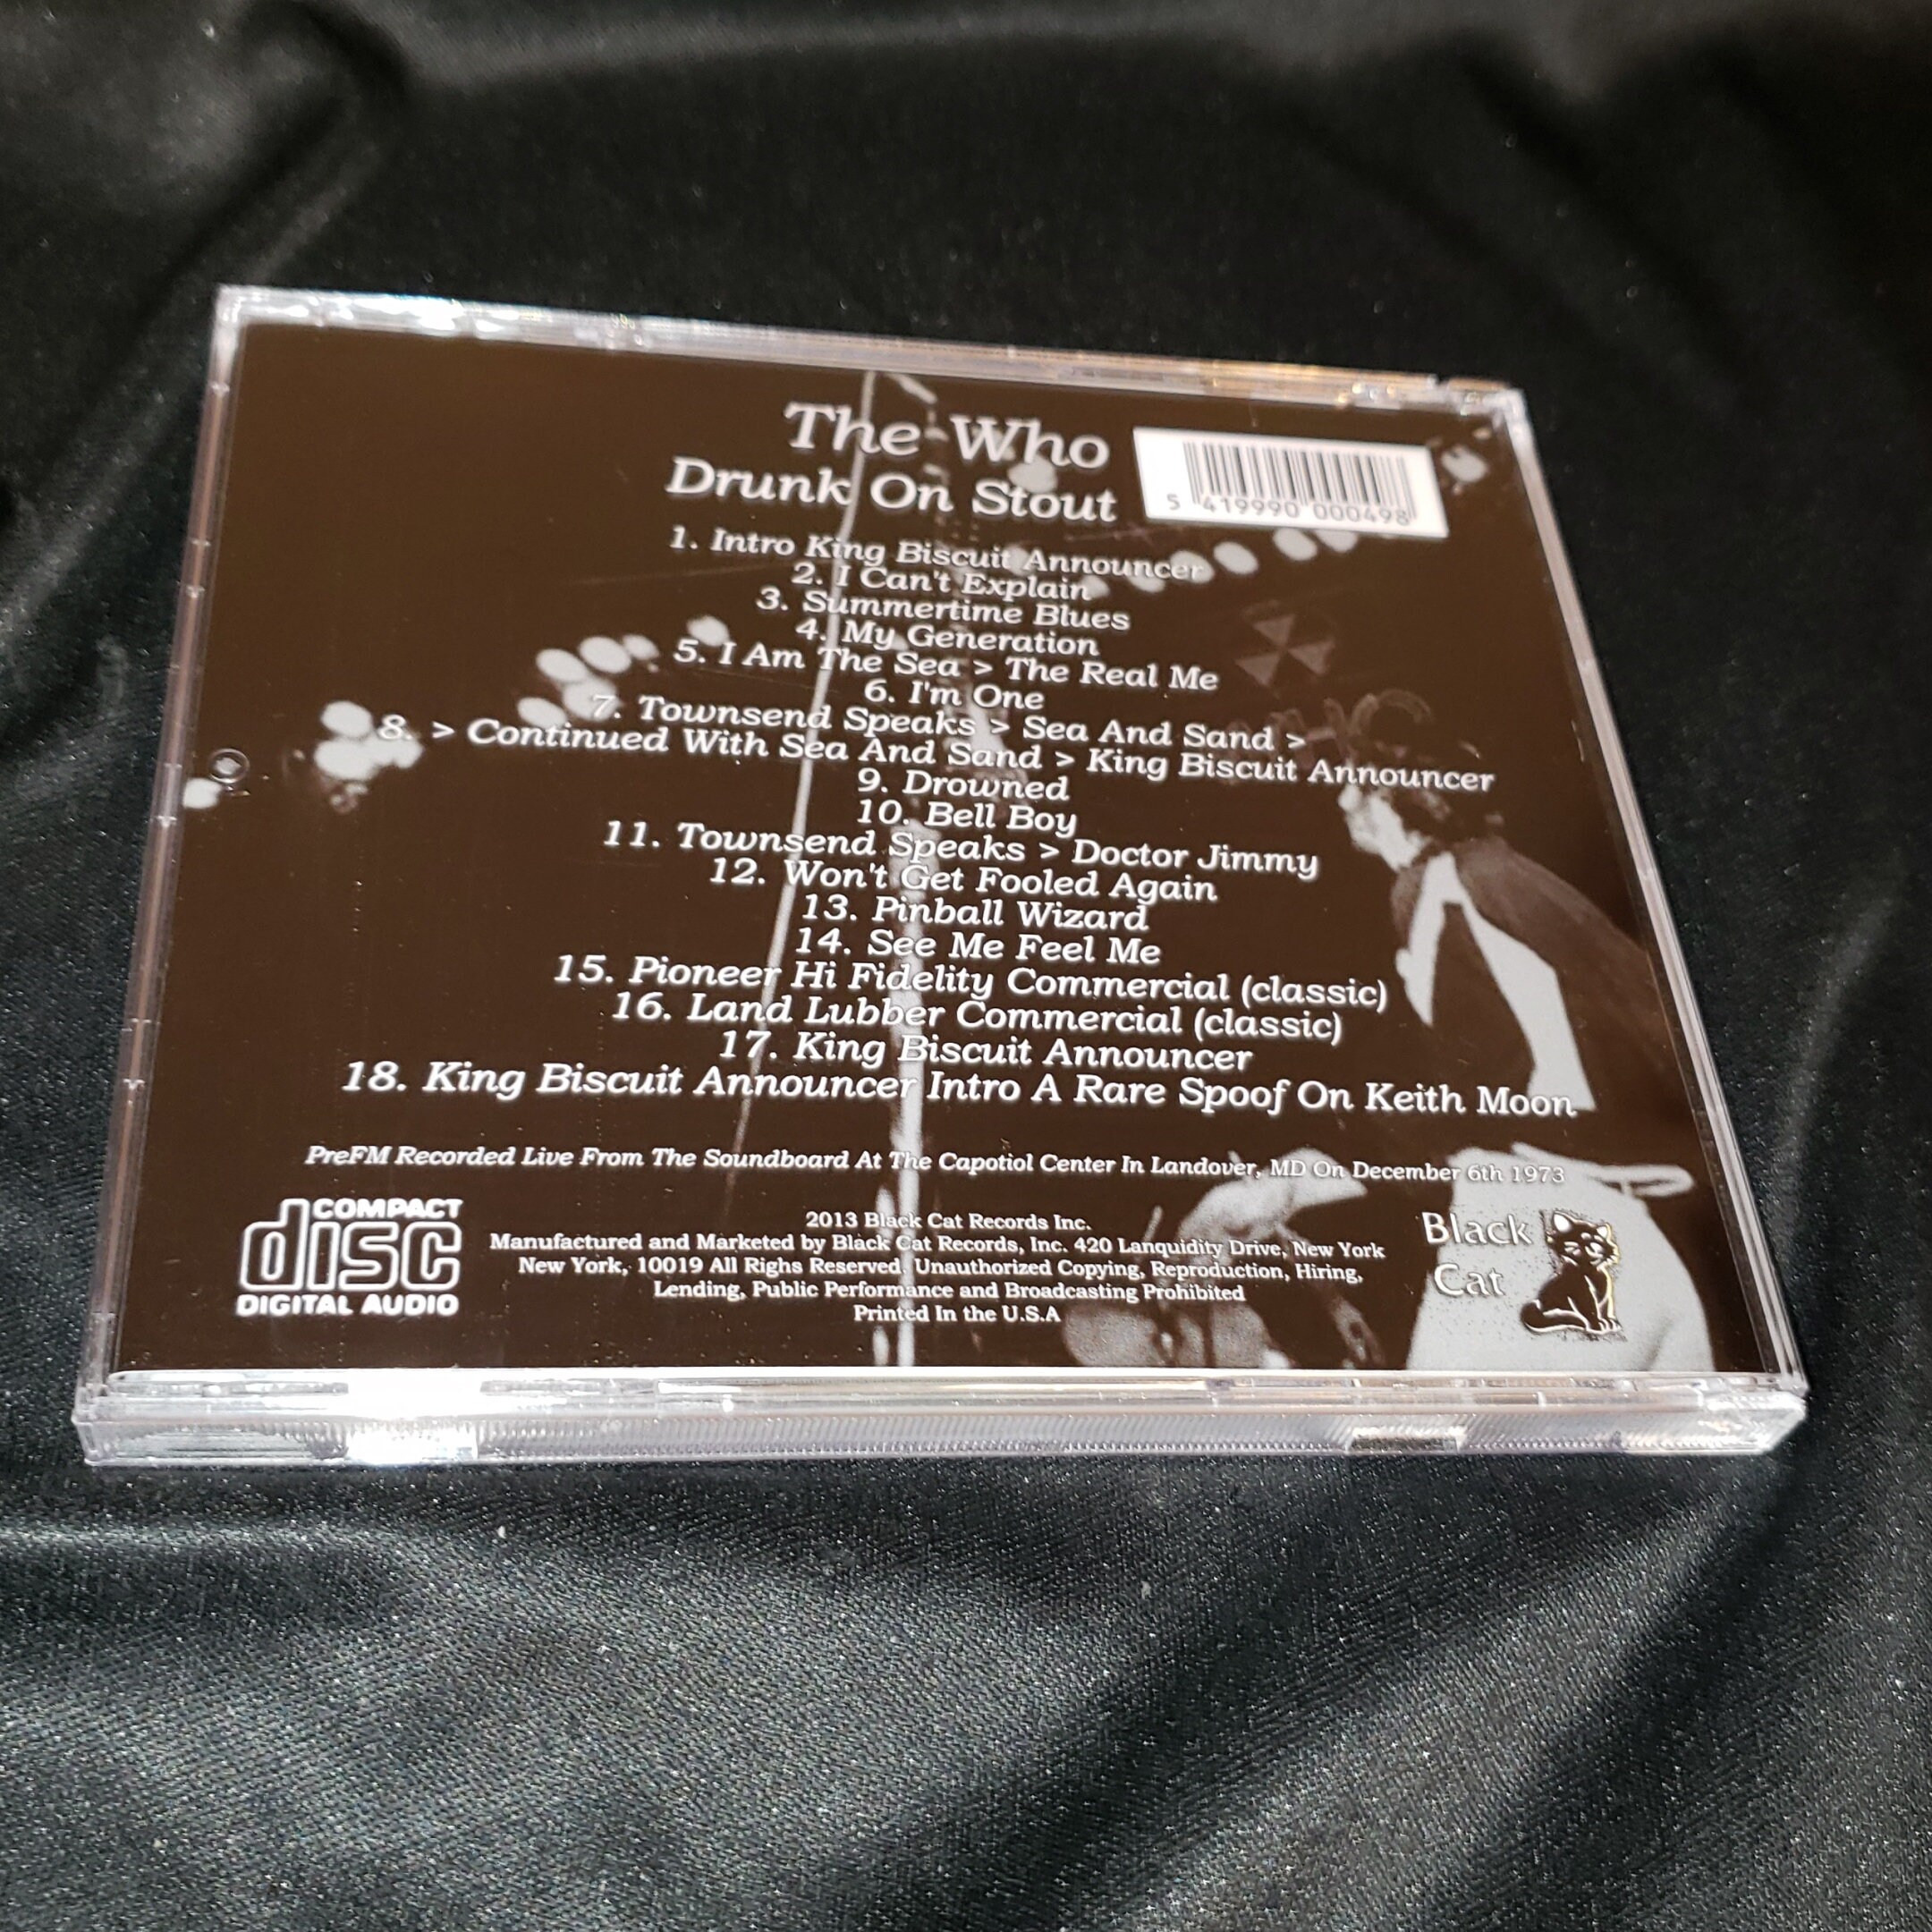 The Who
Drunk On Stout
5 419990 000498
1. Intro King Biscuit Announcer
2. I Can't Explain
3. Summertime Blues
4. My Generation
5. I Am The Sea > The Real Me
6. I'm One
7. Townsend Speaks > Sea And Sand >
8. > Continued With Sea And Sand > King Biscuit Announcer
9. Drowned
10. Bell Boy
11. Townsend Speaks > Doctor Jimmy
12. Won't Get Fooled Again
13. Pinball Wizard
14. See Me Feel Me
15. Pioneer Hi Fidelity Commercial (classic)
16. Land Lubber Commercial (classic)
17. King Biscuit Announcer
18. King Biscuit Announcer Intro A Rare Spoof On Keith Moon
PreFM Recorded Live From The Soundboard At The Capotiol Center In Landover, MD On December 6th 1973
COMPACT
disc
DIGITAL AUDIO
2013 Black Cat Records Inc.
Manufactured and Marketed by Black Cat Records, Inc. 420 Lanquidity Drive, New York
New York, 10019 All Righs Reserved. Unauthorized Copying, Reproduction, Hiring,
Lending, Public Performance and Broadcasting Prohibited
Printed In the U.S.A
Black
Cat